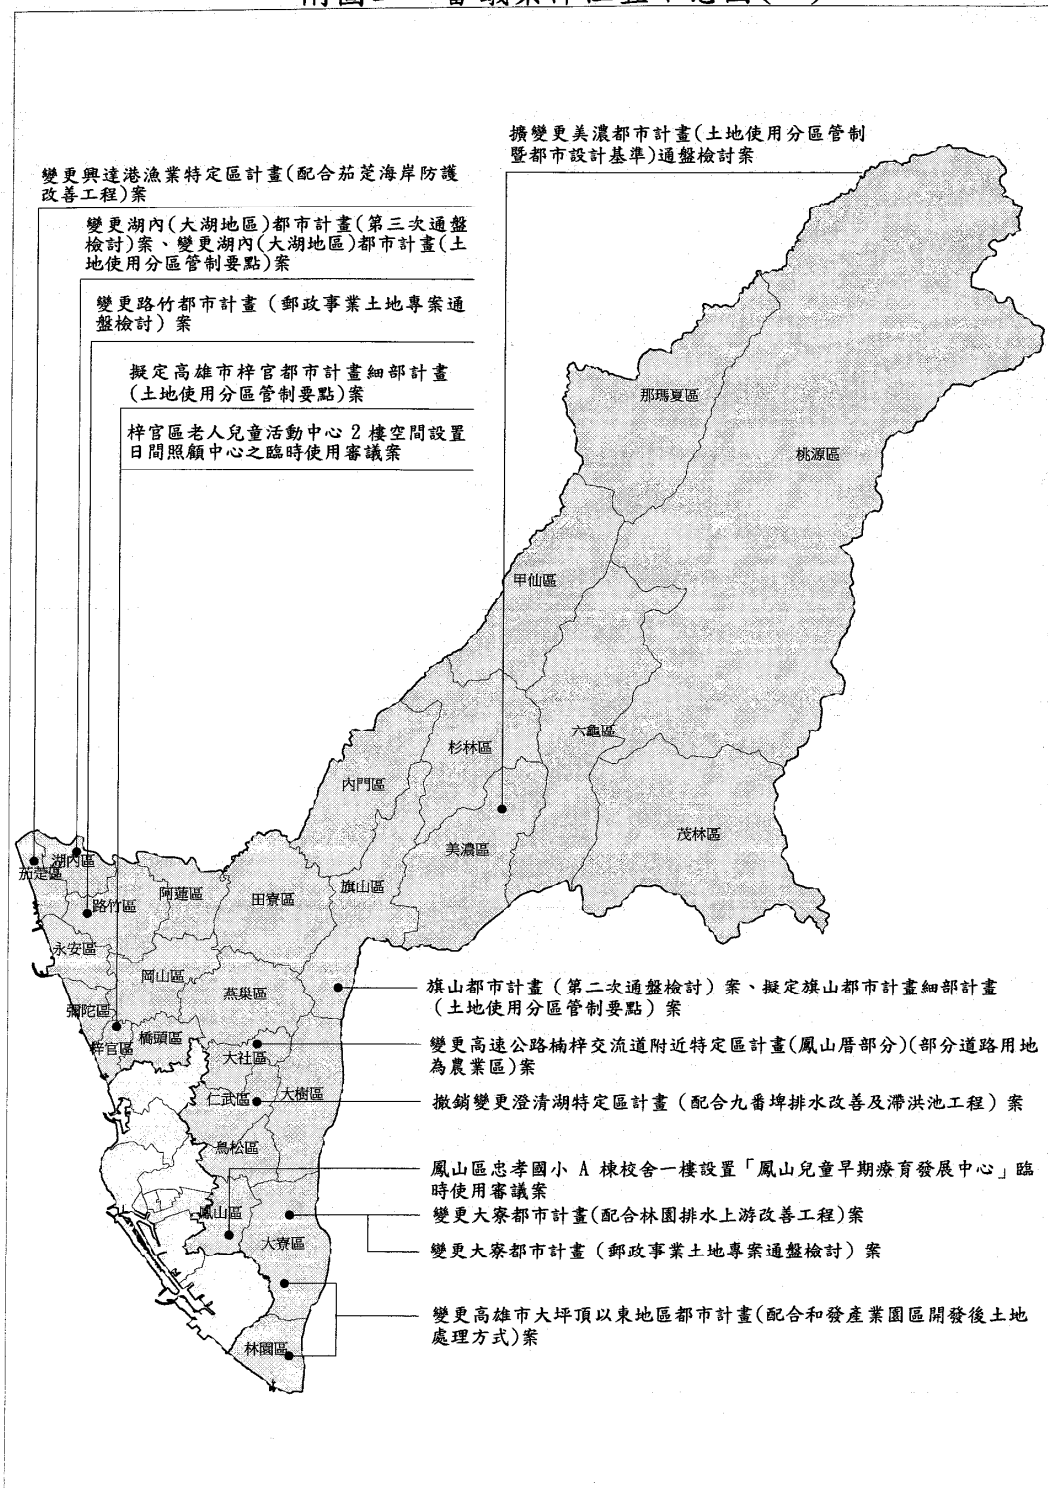 擴變更美濃都市計畫(土地使用分區管制
暨都市設計基準)通盤檢討案
變更興達港漁業特定區計畫(配合茄萣海岸防護
改善工程)案
變更湖內(大湖地區)都市計畫(第三次通盤
檢討)案、變更湖內(大湖地區)都市計畫(土
地使用分區管制要點)案
變更路竹都市計畫（郵政事業土地專案通
盤檢討）案
擬定高雄市梓官都市計畫細部計畫
(土地使用分區管制要點)案
梓官區老人兒童活動中心 2 樓空間設置
日間照顧中心之臨時使用審議案
那瑪夏區
桃源區
甲仙區
六龜區
杉林區
內門區
茂林區
美濃區
旗山區
湖內區
茄萣區
阿蓮區
田寮區
路竹區
永安區
岡山區
燕巢區
彌陀區
橋頭區
梓官區
大社區
大樹區
仁武區
鳥松區
鳳山區
大寮區
林園區
旗山都市計畫（第二次通盤檢討）案、擬定旗山都市計畫細部計畫
（土地使用分區管制要點）案
變更高速公路楠梓交流道附近特定區計畫(鳳山厝部分)(部分道路用地
為農業區)案
撤銷變更澄清湖特定區計畫（配合九番埤排水改善及滯洪池工程）案
鳳山區忠孝國小 A 棟校舍一樓設置「鳳山兒童早期療育發展中心」臨
時使用審議案
變更大寮都市計畫(配合林園排水上游改善工程)案
變更大寮都市計畫（郵政事業土地專案通盤檢討）案
變更高雄市大坪頂以東地區都市計畫(配合和發產業園區開發後土地
處理方式)案